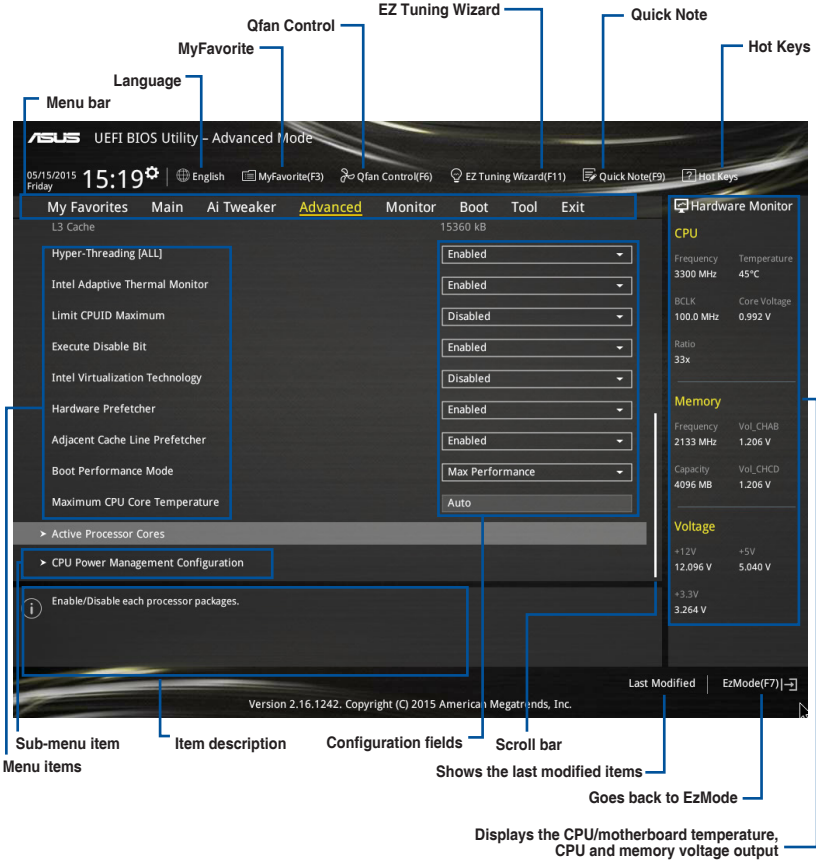 EZ Tuning Wizard
Quick Note
Qfan Control
MyFavorite
Hot Keys
Language
Menu bar
ASUS UEFI BIOS Utility – Advanced Mode
05/15/2015
Friday
15:19
English
MyFavorite(F3)
Qfan Control(F6)
EZ Tuning Wizard(F11)
Quick Note(F9)
? Hot Keys
My Favorites Main Ai Tweaker Advanced Monitor Boot Tool Exit
Hardware Monitor
L3 Cache 15360 kB
Hyper-Threading [ALL] Enabled
Intel Adaptive Thermal Monitor Enabled
Limit CPUID Maximum Disabled
Execute Disable Bit Enabled
Intel Virtualization Technology Disabled
Hardware Prefetcher Enabled
Adjacent Cache Line Prefetcher Enabled
Boot Performance Mode Max Performance
Maximum CPU Core Temperature Auto
> Active Processor Cores
> CPU Power Management Configuration
i Enable/Disable each processor packages.
CPU
Frequency Temperature
3300 MHz 45°C
BCLK Core Voltage
100.0 MHz 0.992 V
Ratio
33x
Memory
Frequency Vol_CHAB
2133 MHz 1.206 V
Capacity Vol_CHCD
4096 MB 1.206 V
Voltage
+12V +5V
12.096 V 5.040 V
+3.3V
3.264 V
Last Modified EzMode(F7)
Version 2.16.1242. Copyright (C) 2015 American Megatrends, Inc.
Sub-menu item
Item description
Configuration fields
Scroll bar
Menu items
Shows the last modified items
Goes back to EzMode
Displays the CPU/motherboard temperature,
CPU and memory voltage output